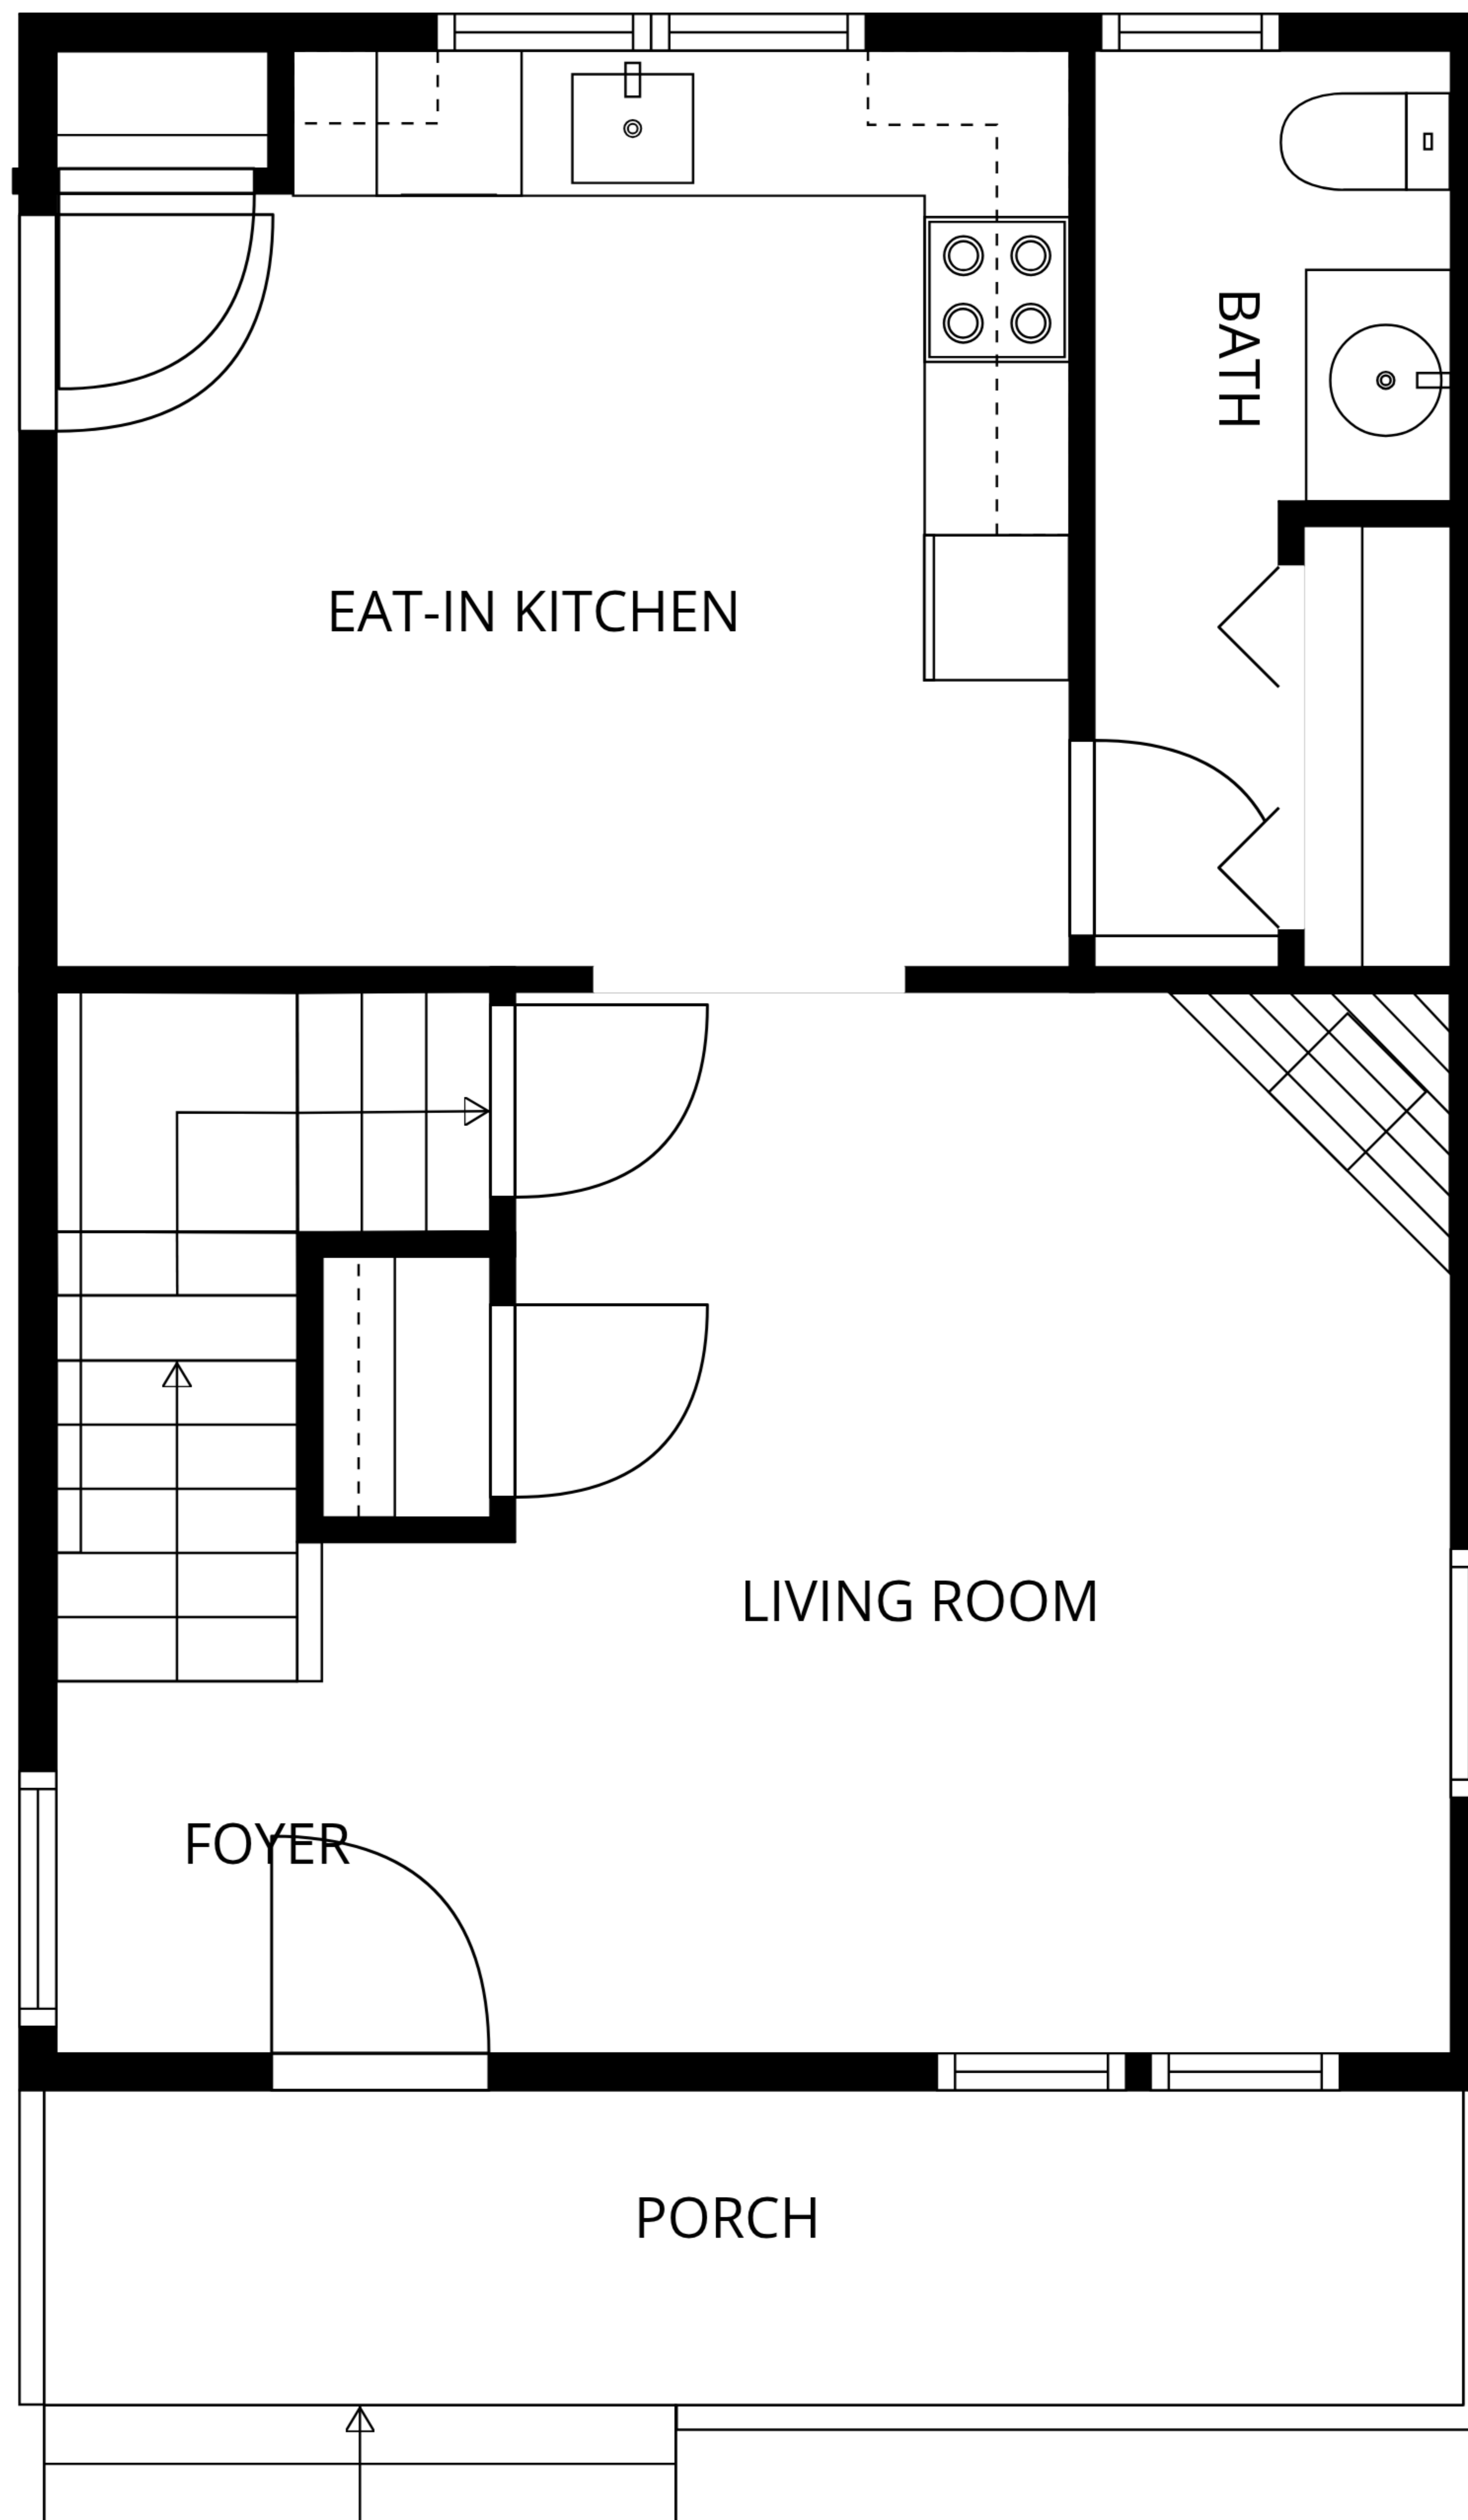 BATH
EAT-IN KITCHEN
LIVING ROOM
FOYER
PORCH